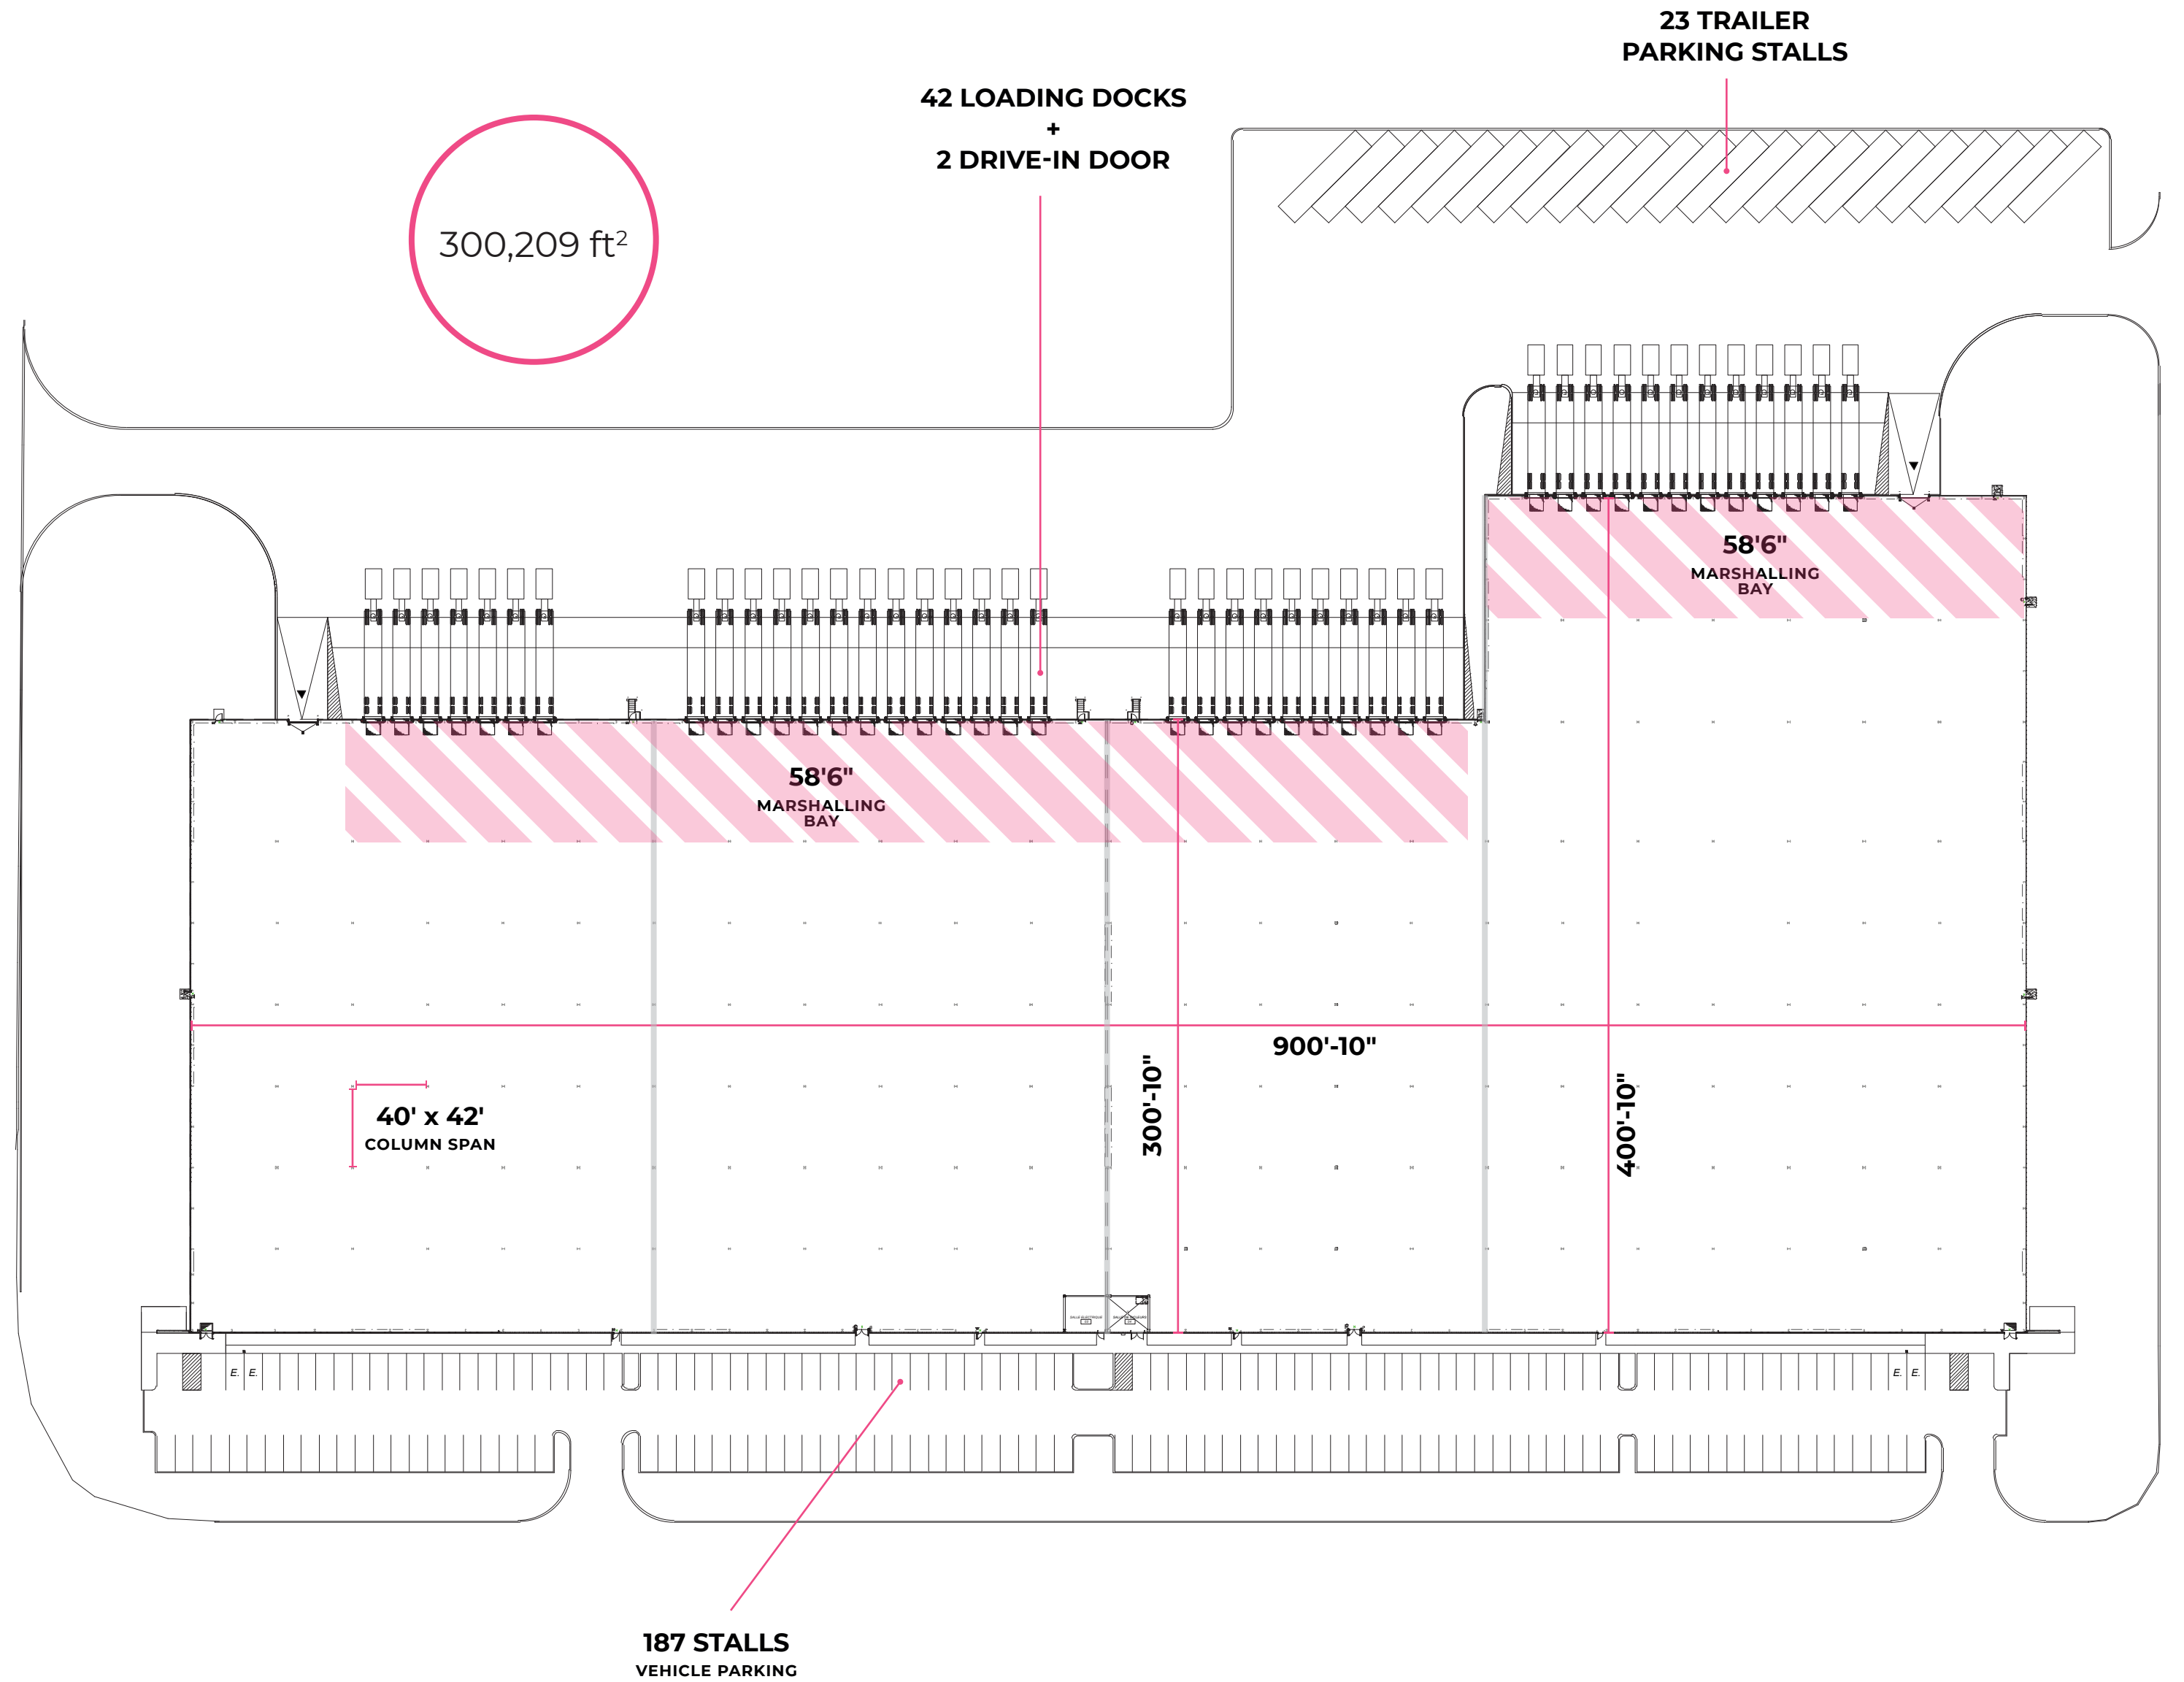 23 TRAILER
PARKING STALLS
42 LOADING DOCKS
+
2 DRIVE-IN DOOR
300,209 ft²
58'6"
MARSHALLING
BAY
58'6"
MARSHALLING
BAY
900'-10"
300'-10"
400'-10"
40' x 42'
COLUMN SPAN
E. E.
E. E.
187 STALLS
VEHICLE PARKING